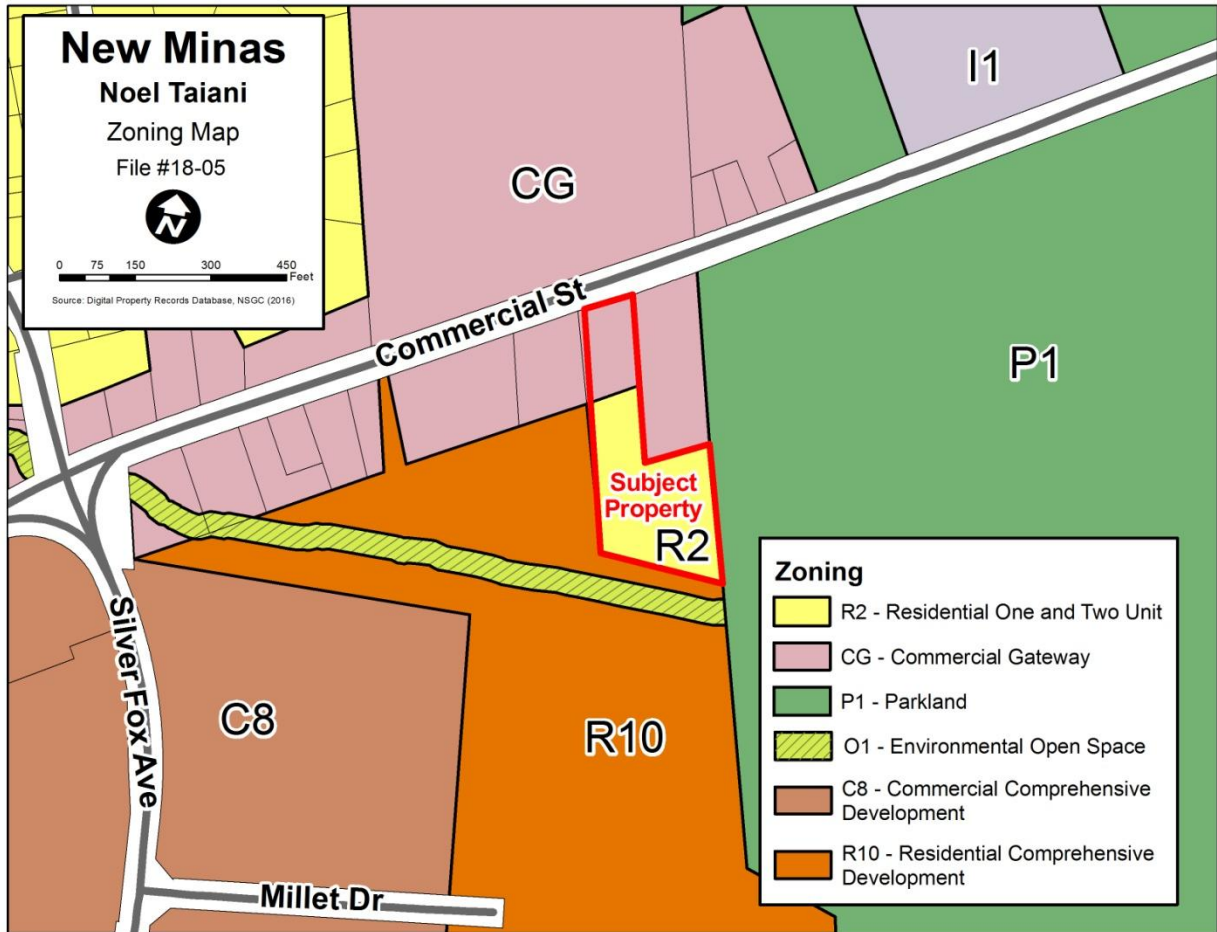 New Minas
Noel Taiani
Zoning Map
File #18-05
N
0 75 150 300 450
Feet
Source: Digital Property Records Database, NSGC (2016)
I1
CG
Commercial St
P1
Subject
Property
R2
Silver Fox Ave
C8
R10
Millet Dr
Zoning
R2 - Residential One and Two Unit
CG - Commercial Gateway
P1 - Parkland
O1 - Environmental Open Space
C8 - Commercial Comprehensive
Development
R10 - Residential Comprehensive
Development